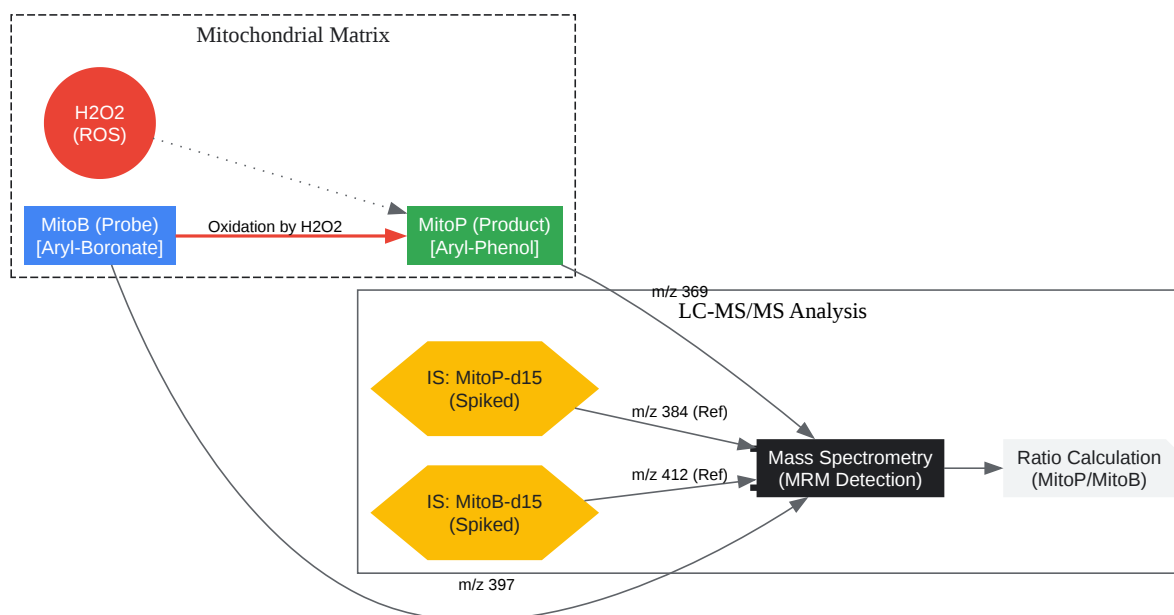 Mitochondrial Matrix
H2O2
(ROS)
MitoB (Probe)
[Aryl-Boronate]
Oxidation by H2O2
MitoP (Product)
[Aryl-Phenol]
m/z 369
LC-MS/MS Analysis
IS: MitoP-d15
(Spiked)
m/z 384 (Ref)
Mass Spectrometry
(MRM Detection)
Ratio Calculation
(MitoP/MitoB)
IS: MitoB-d15
(Spiked)
m/z 412 (Ref)
m/z 397